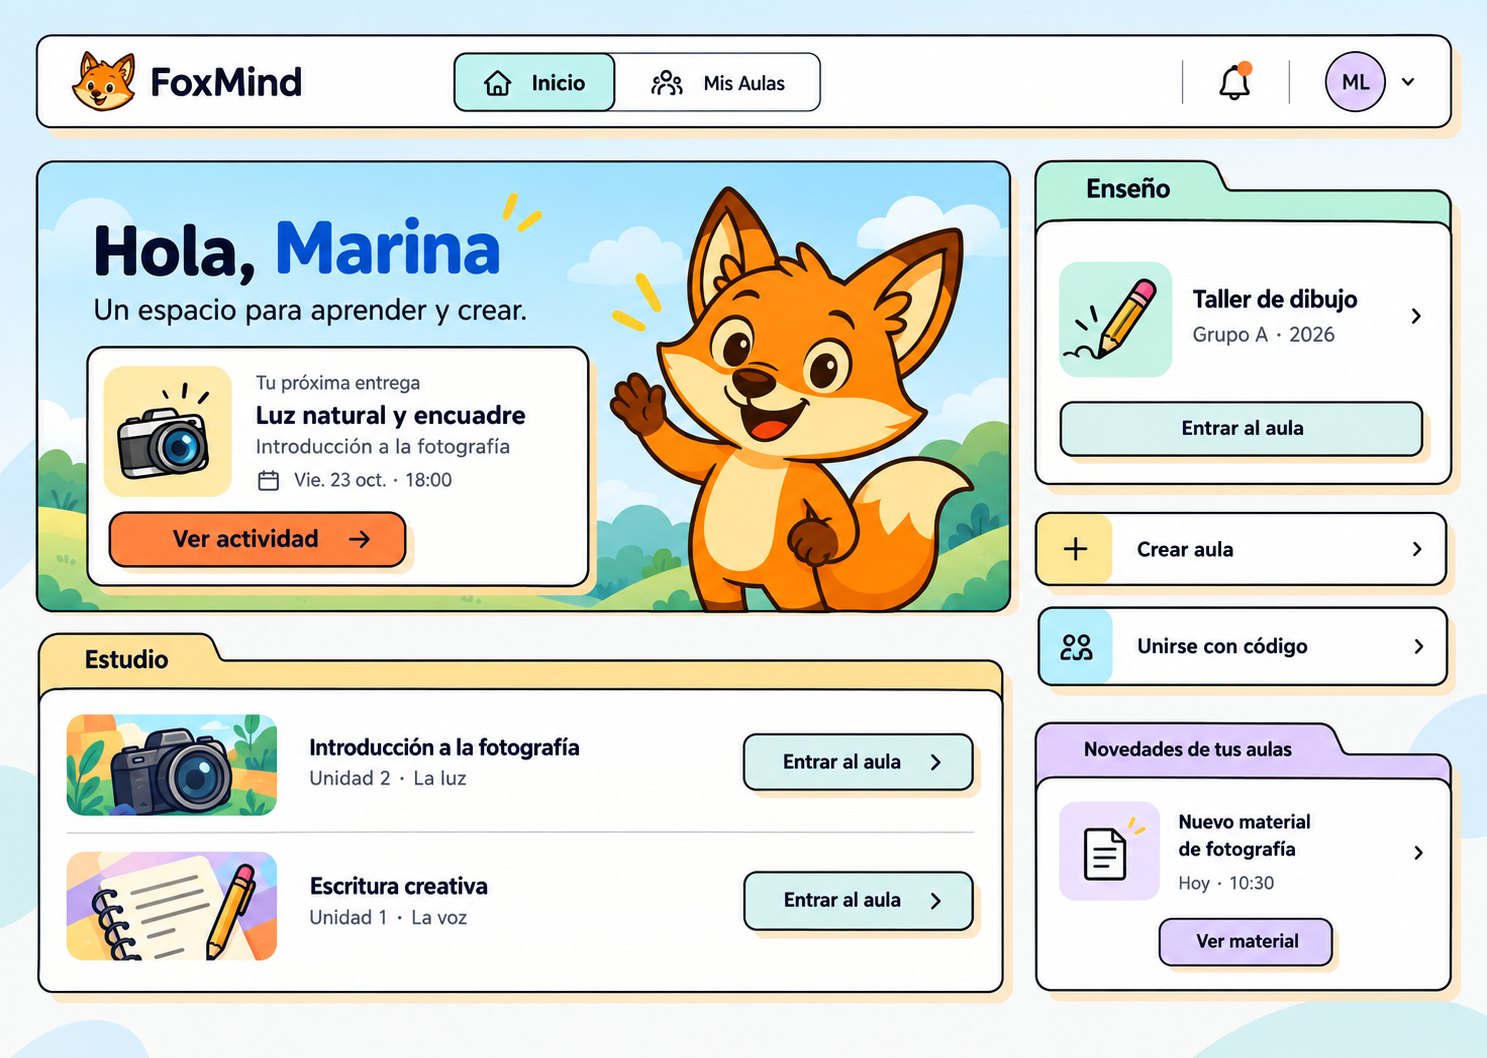 FoxMind
Inicio
Mis Aulas
ML
Hola, Marina
Un espacio para aprender y crear.
Tu próxima entrega
Luz natural y encuadre
Introducción a la fotografía
Vie. 23 oct. · 18:00
Ver actividad
Enseño
Taller de dibujo
Grupo A · 2026
Entrar al aula
Crear aula
Unirse con código
Estudio
Introducción a la fotografía
Unidad 2 · La luz
Entrar al aula
Escritura creativa
Unidad 1 · La voz
Entrar al aula
Novedades de tus aulas
Nuevo material
de fotografía
Hoy · 10:30
Ver material